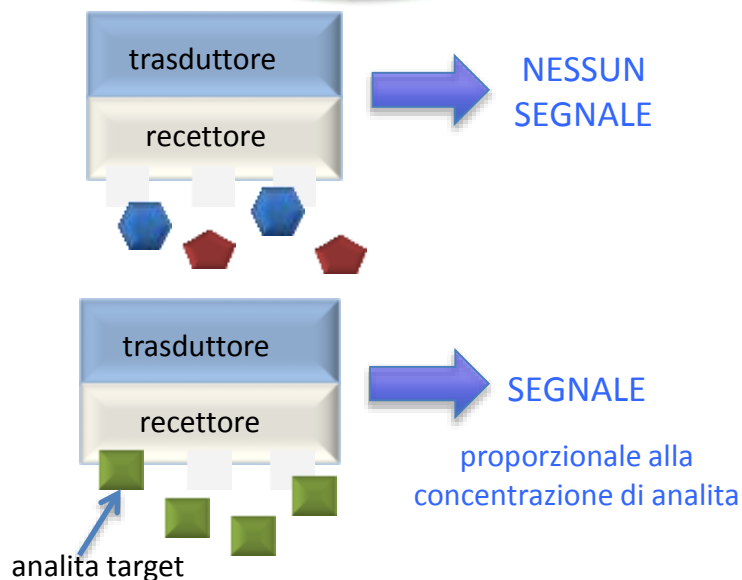 trasduttore
recettore
NESSUN
SEGNALE
trasduttore
recettore
analita target
SEGNALE
proporzionale alla
concentrazione di analita